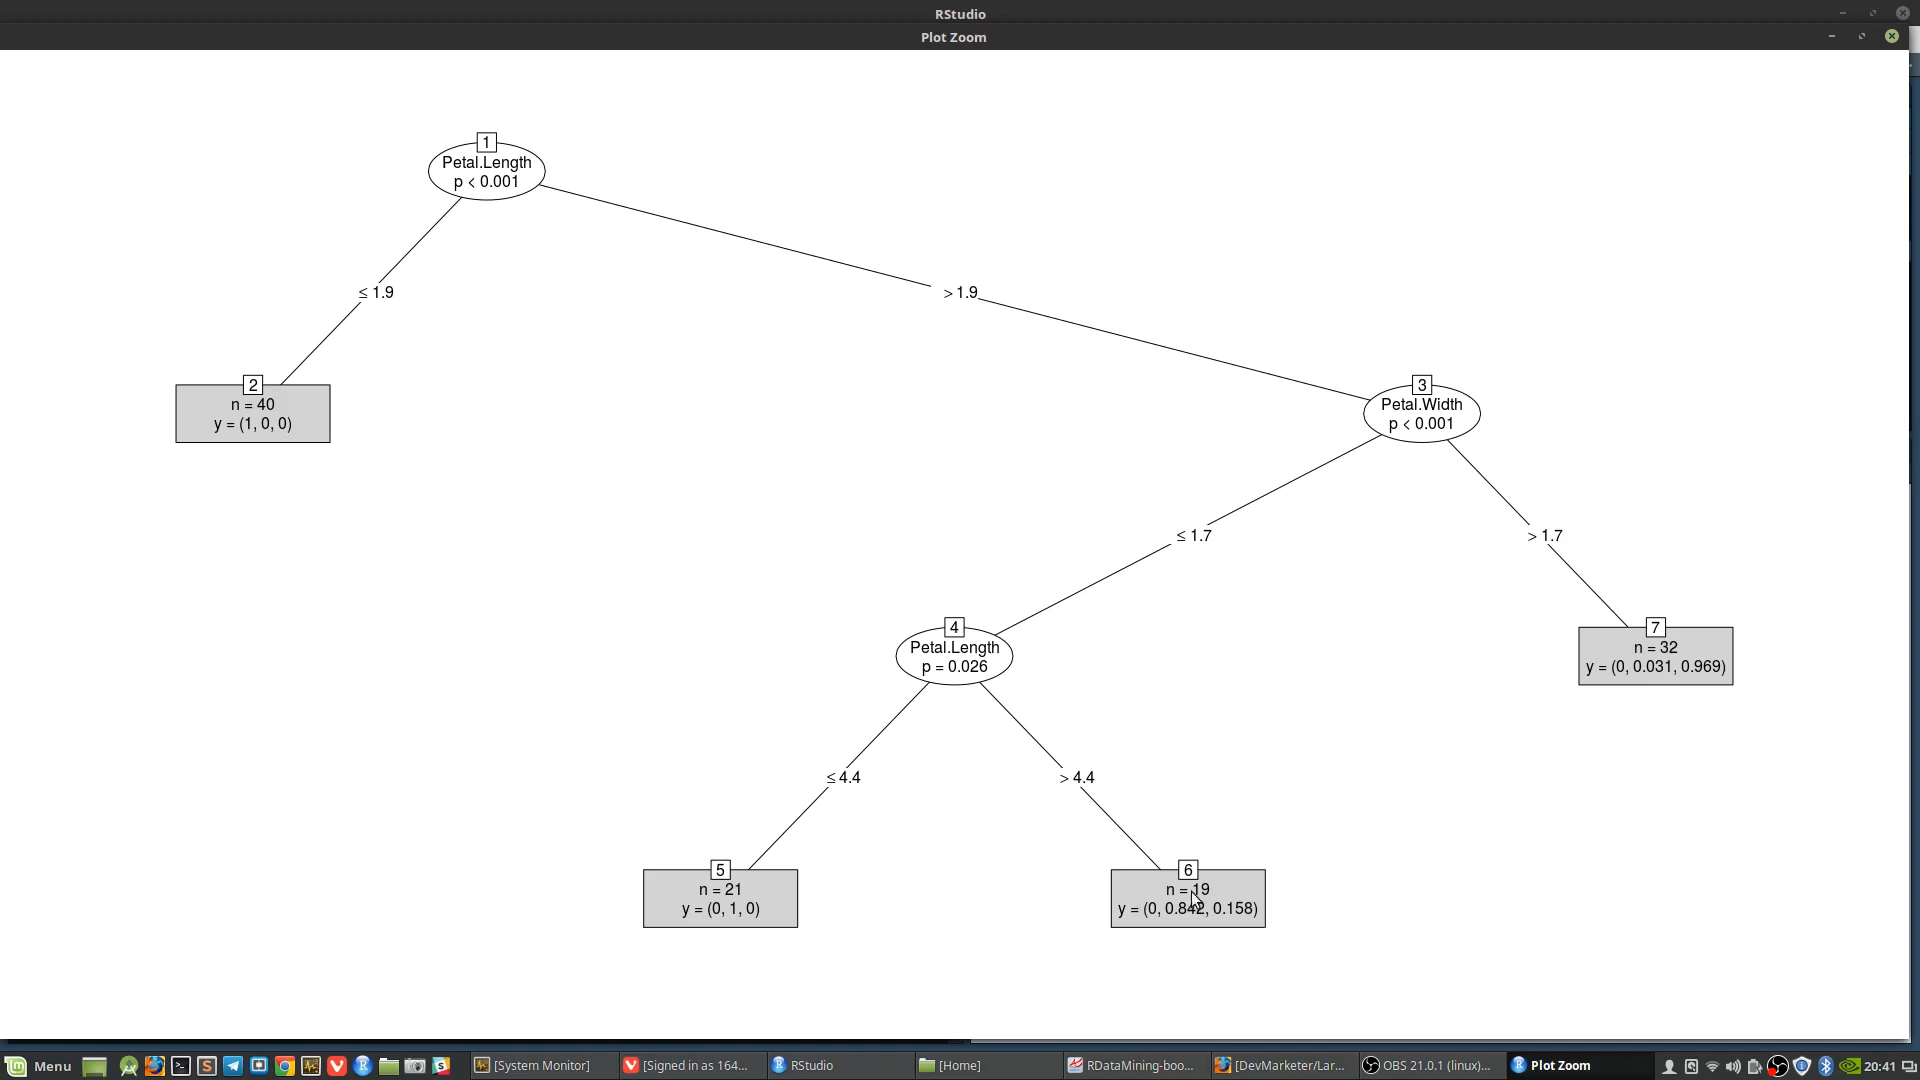 RStudio
Plot Zoom
1
Petal.Length
p < 0.001
≤ 1.9
> 1.9
2
n = 40
y = (1, 0, 0)
3
Petal.Width
p < 0.001
≤ 1.7
> 1.7
4
Petal.Length
p = 0.026
7
n = 32
y = (0, 0.031, 0.969)
≤ 4.4
> 4.4
5
n = 21
y = (0, 1, 0)
6
n = 19
y = (0, 0.842, 0.158)
Menu
[System Monitor]
[Signed in as 164...
RStudio
[Home]
RDataMining-boo...
[DevMarketer/Lar...
OBS 21.0.1 (linux)...
Plot Zoom
20:41